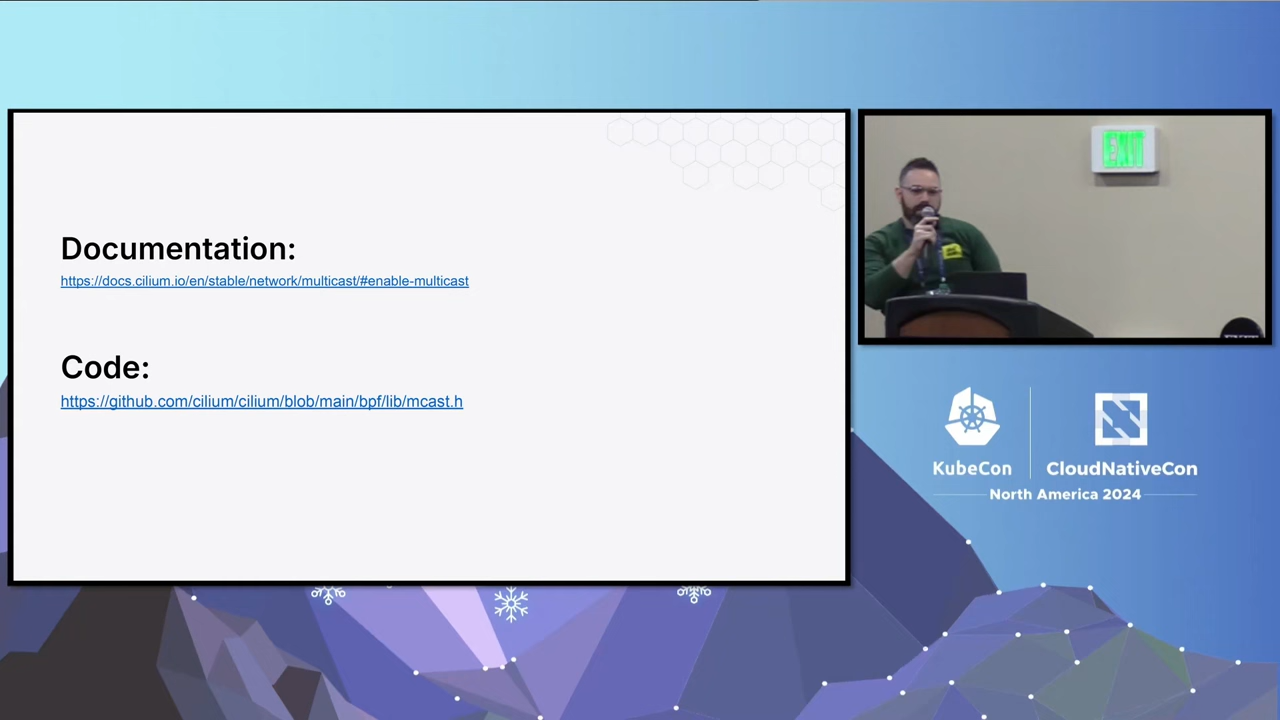 Documentation:
https://docs.cilium.io/en/stable/network/multicast/#enable-multicast
Code:
https://github.com/cilium/cilium/blob/main/bpf/lib/mcast.h
EXIT
KubeCon
CloudNativeCon
North America 2024